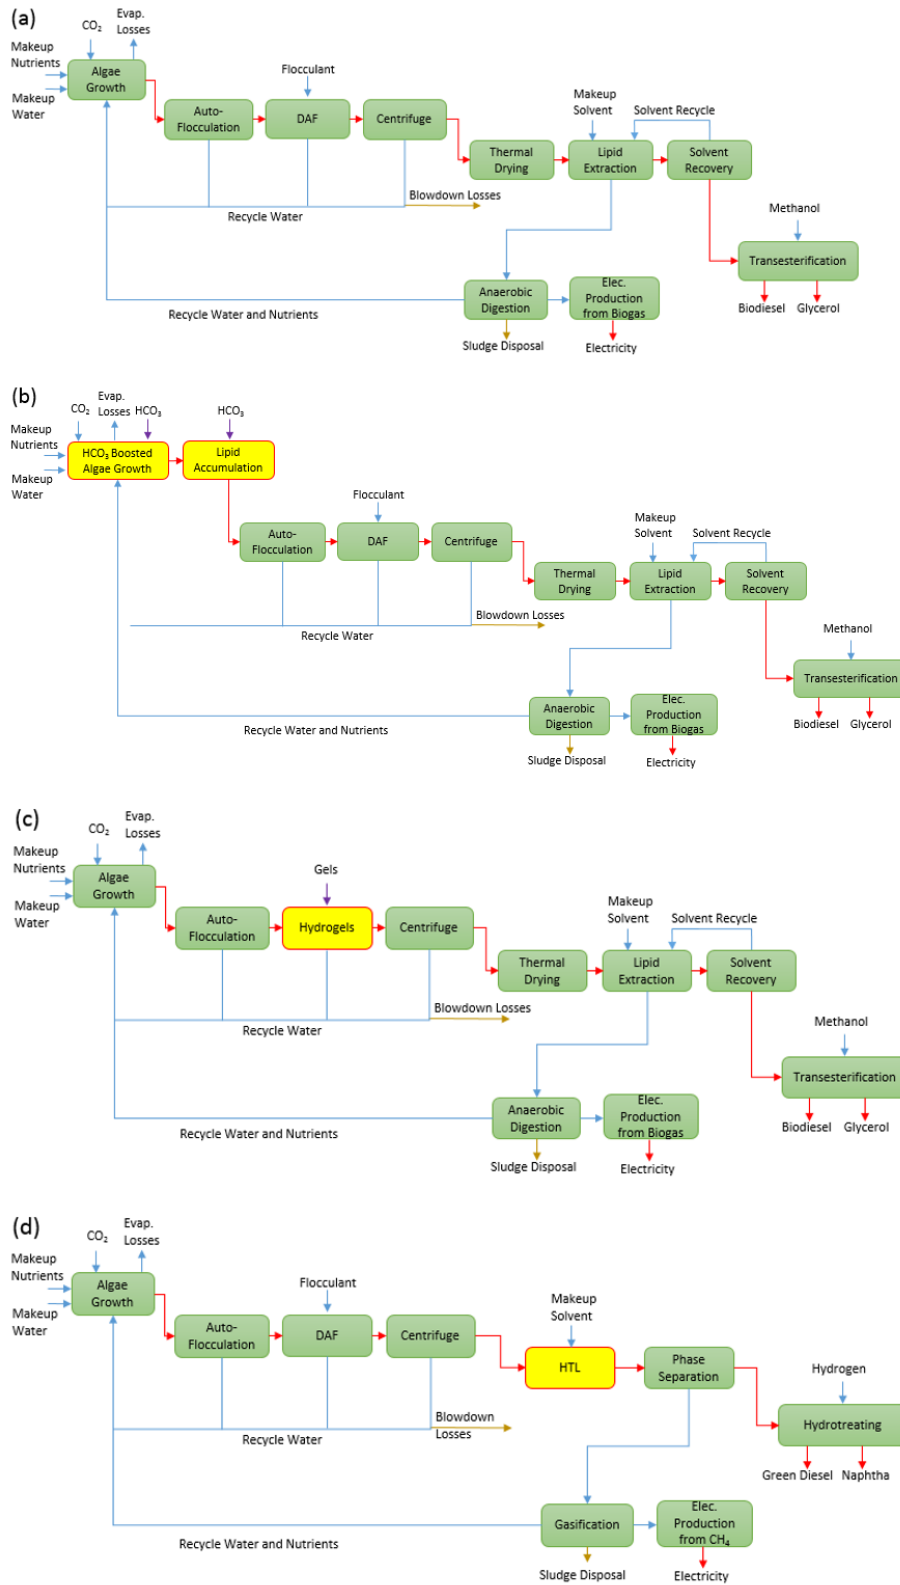 (a)
CO2
Evap.
Losses
Makeup
Nutrients
Makeup
Water
Algae
Growth
Flocculant
Auto-
Flocculation
DAF
Centrifuge
Makeup
Solvent
Solvent Recycle
Thermal
Drying
Lipid
Extraction
Solvent
Recovery
Blowdown Losses
Recycle Water
Methanol
Transesterification
Biodiesel
Glycerol
Anaerobic
Digestion
Elec.
Production
from Biogas
Recycle Water and Nutrients
Sludge Disposal
Electricity
(b)
CO2
Evap.
Losses
HCO3
HCO3
Makeup
Nutrients
Makeup
Water
HCO3 Boosted
Algae Growth
Lipid
Accumulation
Flocculant
Auto-
Flocculation
DAF
Centrifuge
Makeup
Solvent
Solvent Recycle
Thermal
Drying
Lipid
Extraction
Solvent
Recovery
Blowdown Losses
Recycle Water
Methanol
Transesterification
Biodiesel
Glycerol
Anaerobic
Digestion
Elec.
Production
from Biogas
Recycle Water and Nutrients
Sludge Disposal
Electricity
(c)
CO2
Evap.
Losses
Makeup
Nutrients
Makeup
Water
Algae
Growth
Gels
Auto-
Flocculation
Hydrogels
Centrifuge
Makeup
Solvent
Solvent Recycle
Thermal
Drying
Lipid
Extraction
Solvent
Recovery
Blowdown Losses
Recycle Water
Methanol
Transesterification
Biodiesel
Glycerol
Anaerobic
Digestion
Elec.
Production
from Biogas
Recycle Water and Nutrients
Sludge Disposal
Electricity
(d)
CO2
Evap.
Losses
Makeup
Nutrients
Makeup
Water
Algae
Growth
Flocculant
Auto-
Flocculation
DAF
Centrifuge
Makeup
Solvent
HTL
Phase
Separation
Hydrogen
Hydrotreating
Blowdown
Losses
Recycle Water
Green Diesel
Naphtha
Gasification
Elec.
Production
from CH4
Recycle Water and Nutrients
Sludge Disposal
Electricity